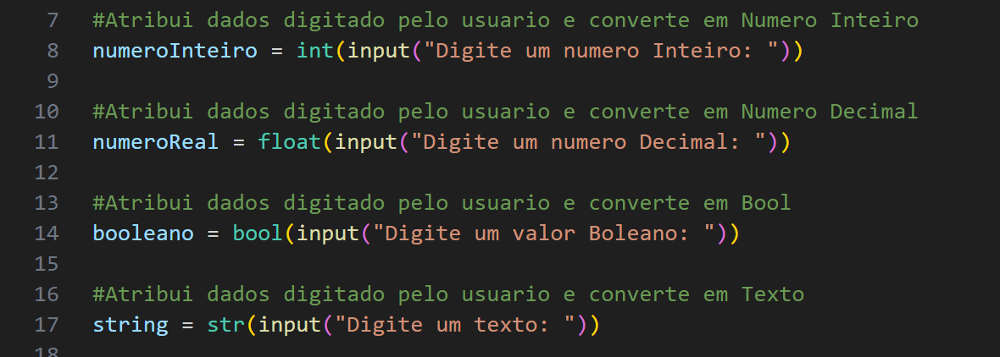 7 #Atribui dados digitado pelo usuario e converte em Numero Inteiro
8 numeroInteiro = int(input("Digite um numero Inteiro: "))
9
10 #Atribui dados digitado pelo usuario e converte em Numero Decimal
11 numeroReal = float(input("Digite um numero Decimal: "))
12
13 #Atribui dados digitado pelo usuario e converte em Bool
14 booleano = bool(input("Digite um valor Boleano: "))
15
16 #Atribui dados digitado pelo usuario e converte em Texto
17 string = str(input("Digite um texto: "))
18